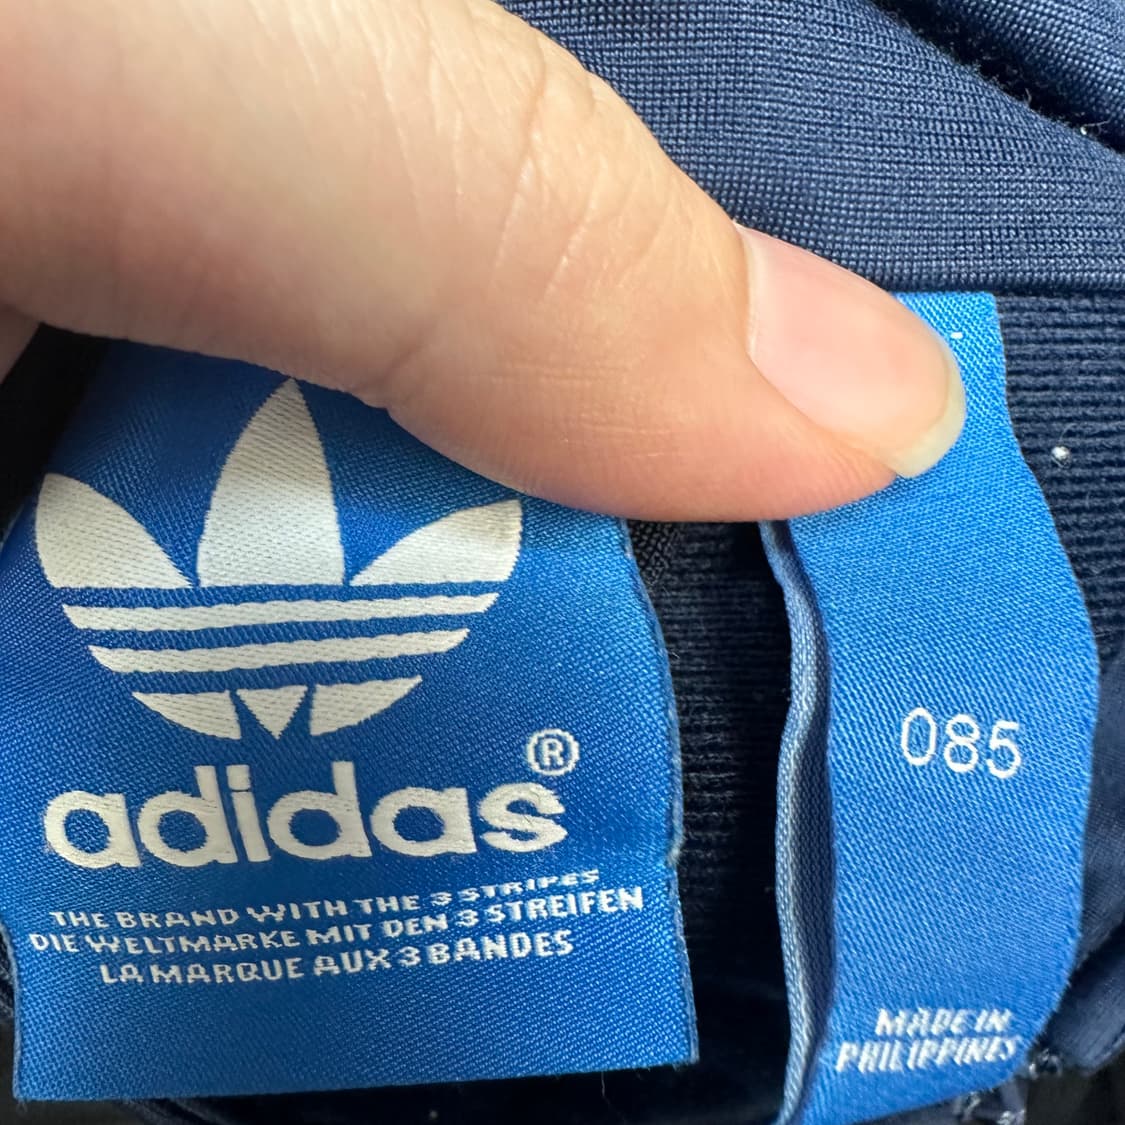 adidas®
THE BRAND WITH THE 3 STRIPES
DIE WELTMARKE MIT DEN 3 STREIFEN
LA MARQUE AUX 3 BANDES
085
MADE IN
PHILIPPINES